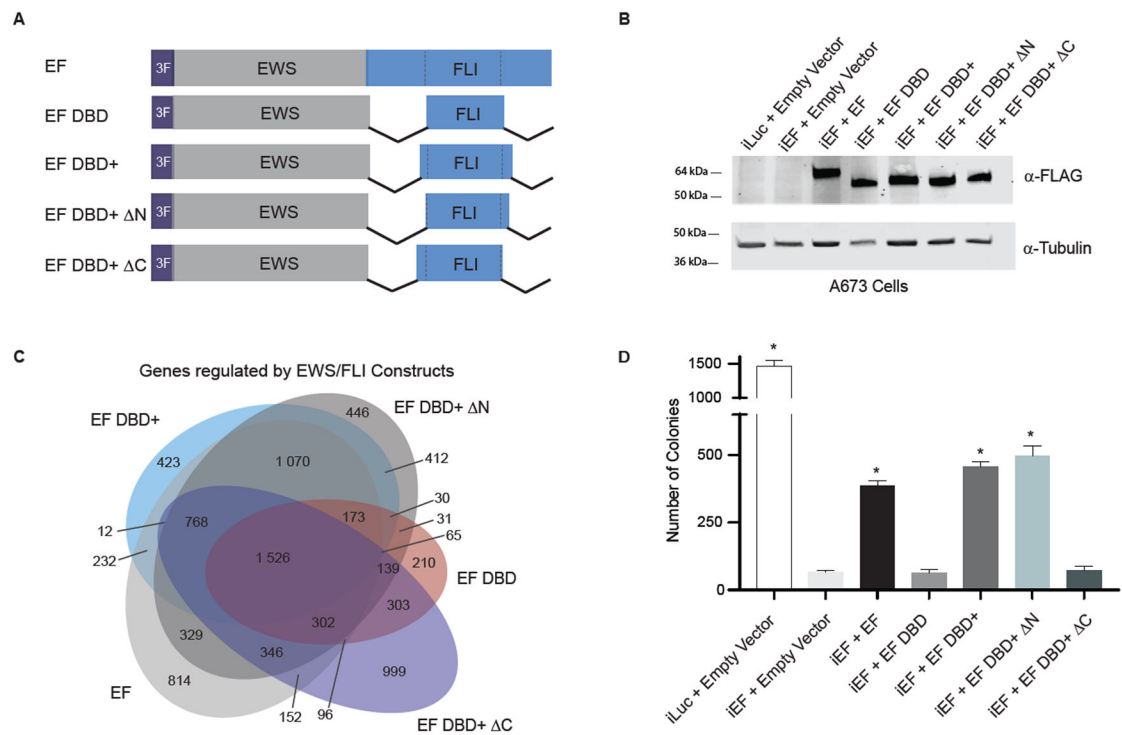 A
EF
3F EWS FLI
EF DBD
3F EWS FLI
EF DBD+
3F EWS FLI
EF DBD+ ΔN
3F EWS FLI
EF DBD+ ΔC
3F EWS FLI
B
iLuc + Empty Vector
iEF + Empty Vector
iEF + EF
iEF + EF DBD
iEF + EF DBD+
iEF + EF DBD+ ΔN
iEF + EF DBD+ ΔC
64 kDa
50 kDa
α-FLAG
50 kDa
36 kDa
α-Tubulin
A673 Cells
C
Genes regulated by EWS/FLI Constructs
EF DBD+
EF DBD+ ΔN
446
423
1 070
412
30
31
65
12
768
173
232
1 526
139
210
EF DBD
303
302
329
346
814
999
EF
152
96
EF DBD+ ΔC
D
Number of Colonies
1500
1000
500
250
0
*
*
*
*
iLuc + Empty Vector
iEF + Empty Vector
iEF + EF
iEF + EF DBD
iEF + EF DBD+
iEF + EF DBD+ ΔN
iEF + EF DBD+ ΔC